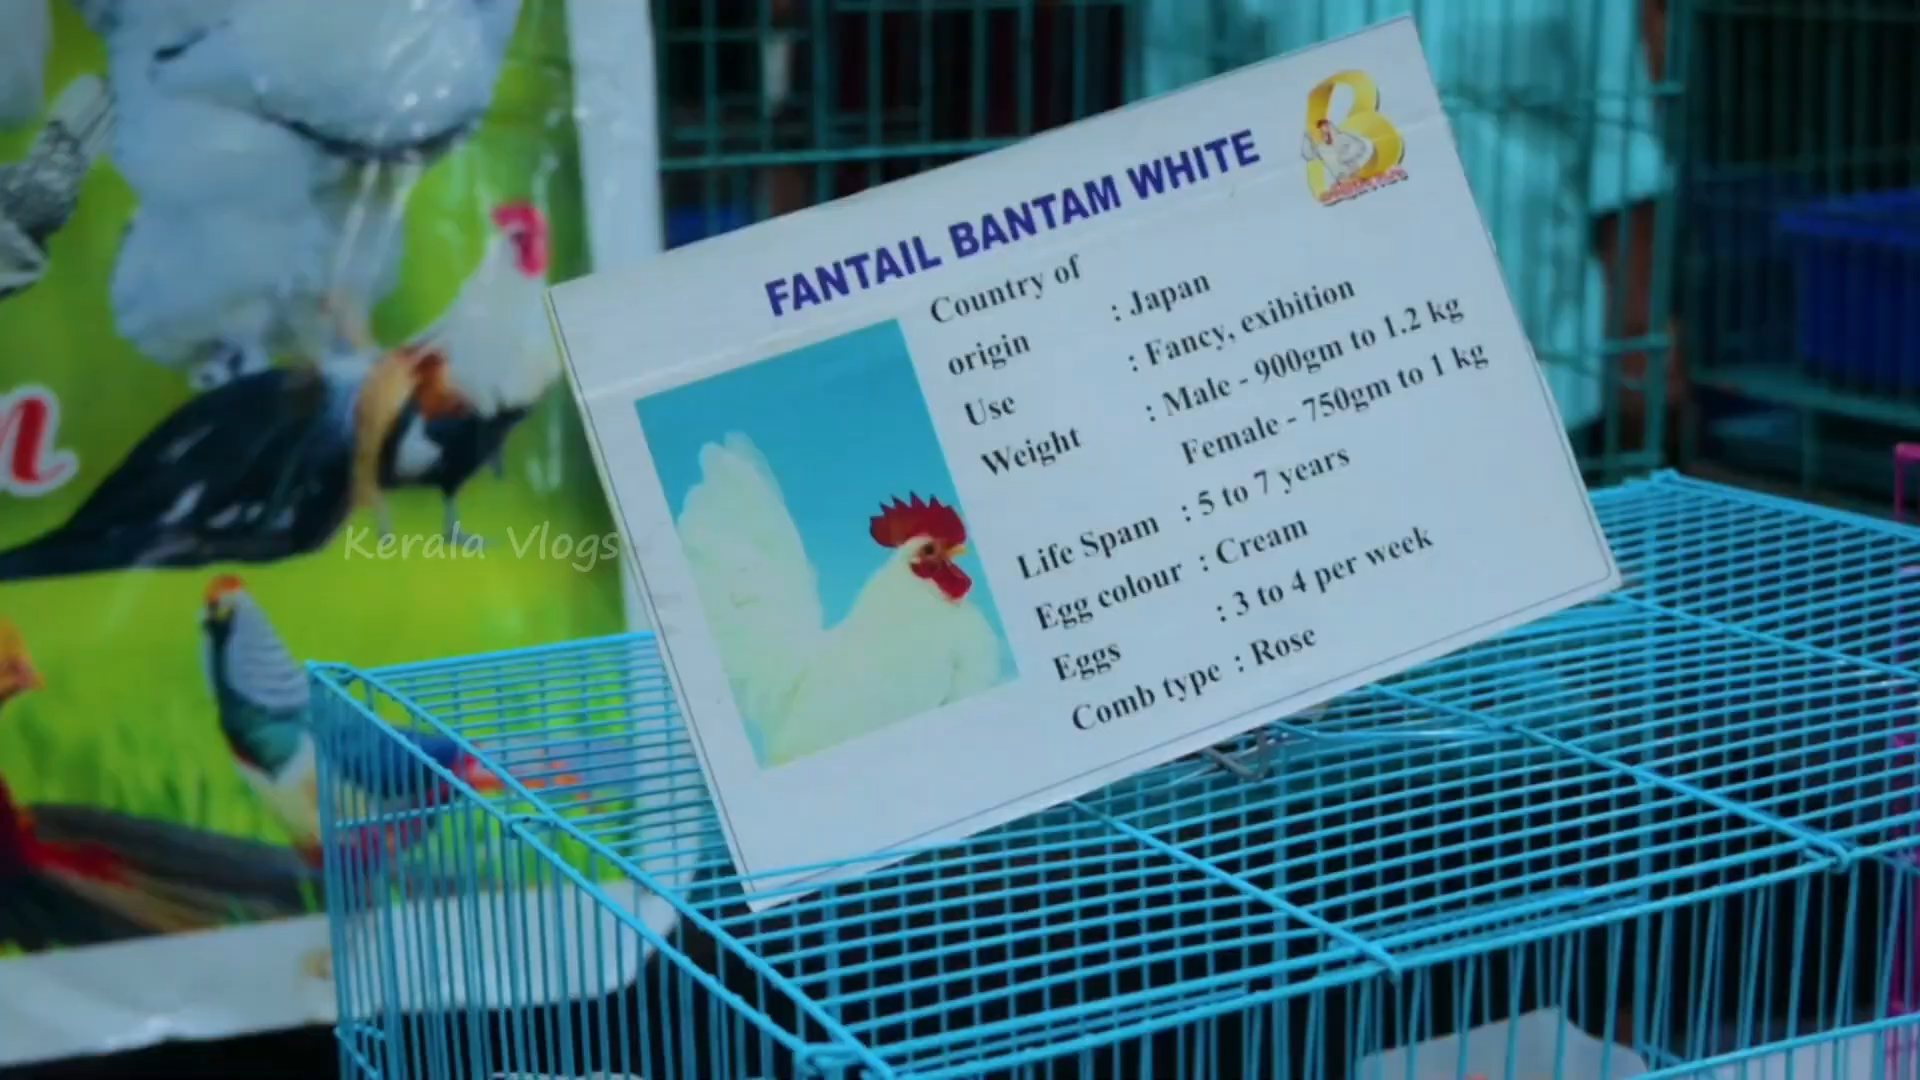 FANTAIL BANTAM WHITE
Country of
origin : Japan
Use : Fancy, exibition
Weight : Male - 900gm to 1.2 kg
Female - 750gm to 1 kg
Life Spam : 5 to 7 years
Egg colour : Cream
Eggs : 3 to 4 per week
Comb type : Rose
Kerala Vlogs